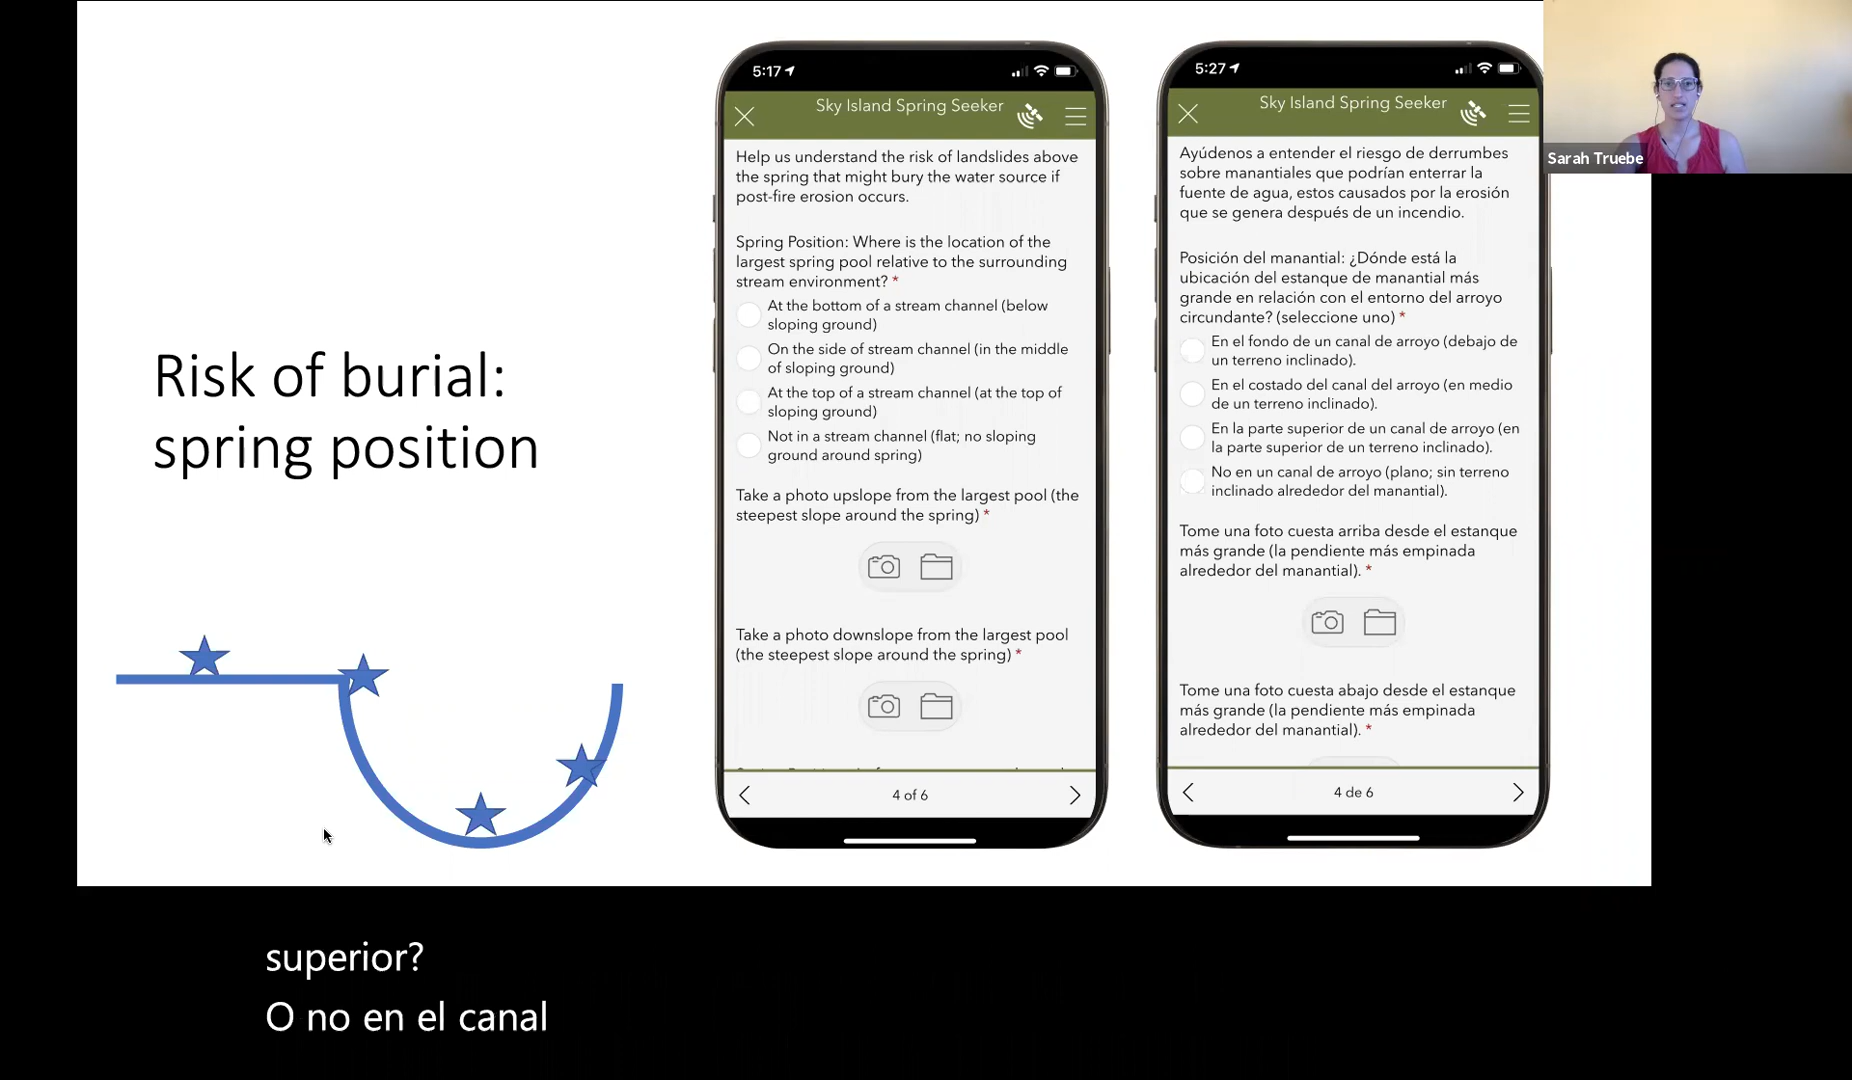 Risk of burial:
spring position
5:17
Sky Island Spring Seeker
Help us understand the risk of landslides above
the spring that might bury the water source if
post-fire erosion occurs.
Spring Position: Where is the location of the
largest spring pool relative to the surrounding
stream environment? *
At the bottom of a stream channel (below
sloping ground)
On the side of stream channel (in the middle
of sloping ground)
At the top of a stream channel (at the top of
sloping ground)
Not in a stream channel (flat; no sloping
ground around spring)
Take a photo upslope from the largest pool (the
steepest slope around the spring) *
Take a photo downslope from the largest pool
(the steepest slope around the spring) *
4 of 6
5:27
Sky Island Spring Seeker
Ayúdenos a entender el riesgo de derrumbes
sobre manantiales que podrían enterrar la
fuente de agua, estos causados por la erosión
que se genera después de un incendio.
Posición del manantial: ¿Dónde está la
ubicación del estanque de manantial más
grande en relación con el entorno del arroyo
circundante? (seleccione uno) *
En el fondo de un canal de arroyo (debajo de
un terreno inclinado).
En el costado del canal del arroyo (en medio
de un terreno inclinado).
En la parte superior de un canal de arroyo (en
la parte superior de un terreno inclinado).
No en un canal de arroyo (plano; sin terreno
inclinado alrededor del manantial).
Tome una foto cuesta arriba desde el estanque
más grande (la pendiente más empinada
alrededor del manantial). *
Tome una foto cuesta abajo desde el estanque
más grande (la pendiente más empinada
alrededor del manantial). *
4 de 6
Sarah Truebe
superior?
O no en el canal